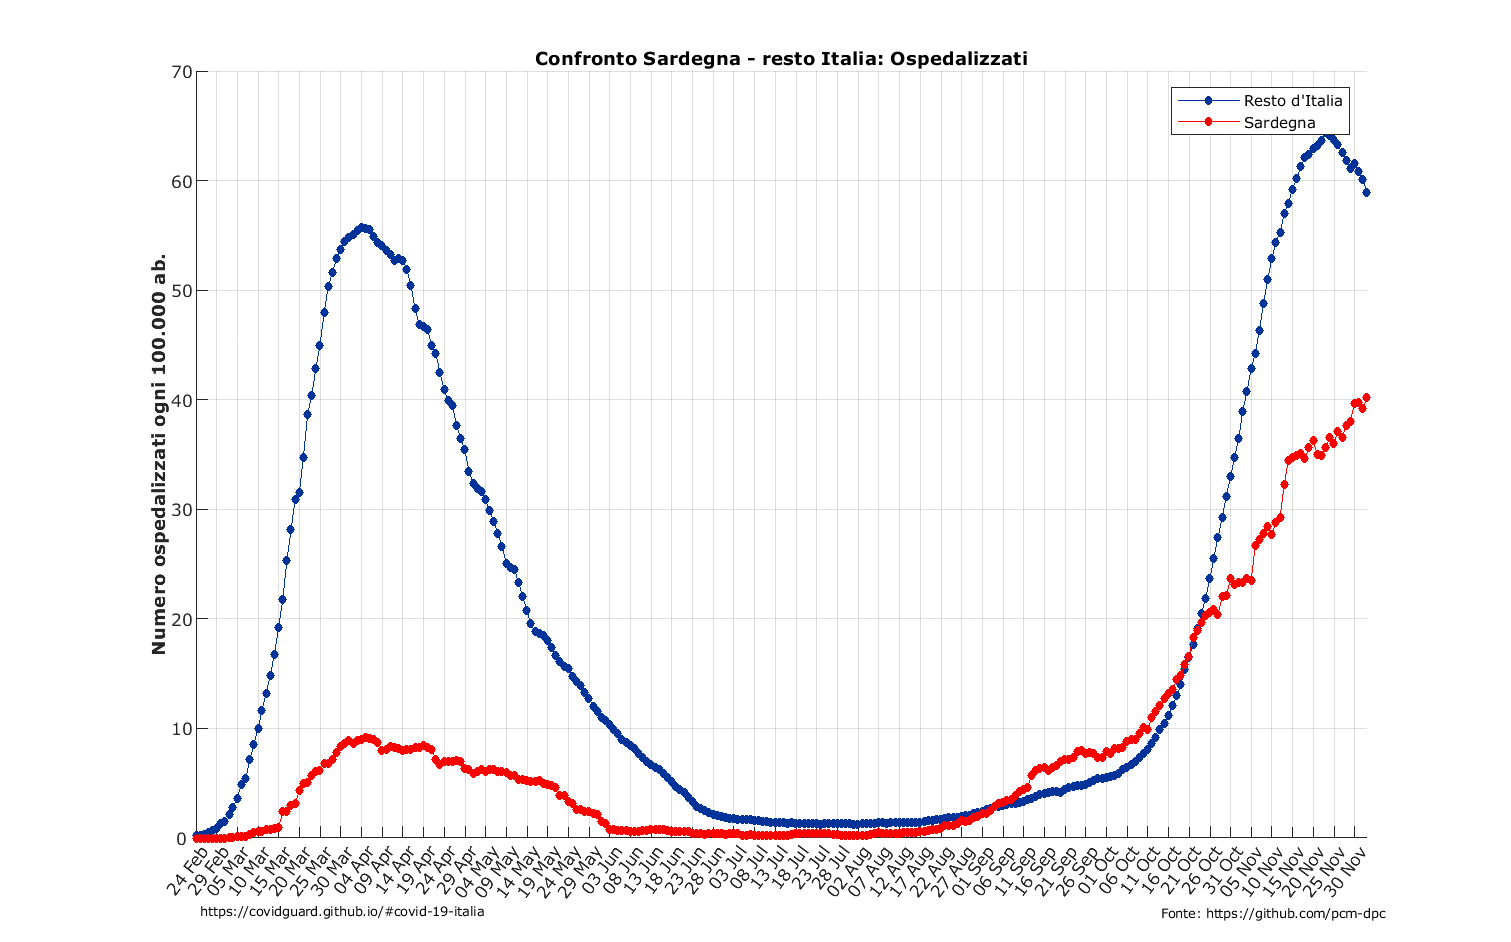 Confronto Sardegna - resto Italia: Ospedalizzati
Resto d'Italia
Sardegna
Numero ospedalizzati ogni 100.000 ab.
70
60
50
40
30
20
10
0
24 Feb
29 Feb
05 Mar
10 Mar
15 Mar
20 Mar
25 Mar
30 Mar
04 Apr
09 Apr
14 Apr
19 Apr
24 Apr
29 Apr
04 May
09 May
14 May
19 May
24 May
29 May
03 Jun
08 Jun
13 Jun
18 Jun
23 Jun
28 Jun
03 Jul
08 Jul
13 Jul
18 Jul
23 Jul
28 Jul
02 Aug
07 Aug
12 Aug
17 Aug
22 Aug
27 Aug
01 Sep
06 Sep
11 Sep
16 Sep
21 Sep
26 Sep
01 Oct
06 Oct
11 Oct
16 Oct
21 Oct
26 Oct
31 Oct
05 Nov
10 Nov
15 Nov
20 Nov
25 Nov
30 Nov
https://covidguard.github.io/#covid-19-italia
Fonte: https://github.com/pcm-dpc